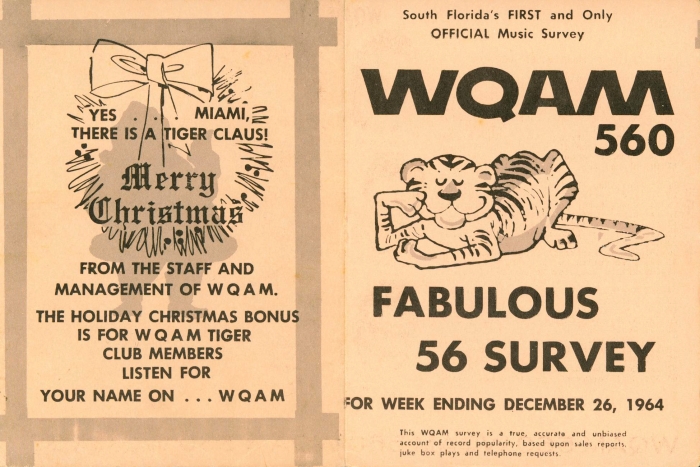 YES . . . MIAMI,
THERE IS A TIGER CLAUS!
Merry
Christmas
FROM THE STAFF AND
MANAGEMENT OF WQAM.
THE HOLIDAY CHRISTMAS BONUS
IS FOR WQAM TIGER
CLUB MEMBERS
LISTEN FOR
YOUR NAME ON ... WQAM
South Florida's FIRST and Only
OFFICIAL Music Survey
WQAM
560
FABULOUS
56 SURVEY
FOR WEEK ENDING DECEMBER 26, 1964
This WQAM survey is a true, accurate and unbiased
account of record popularity, based upon sales reports,
juke box plays and telephone requests.